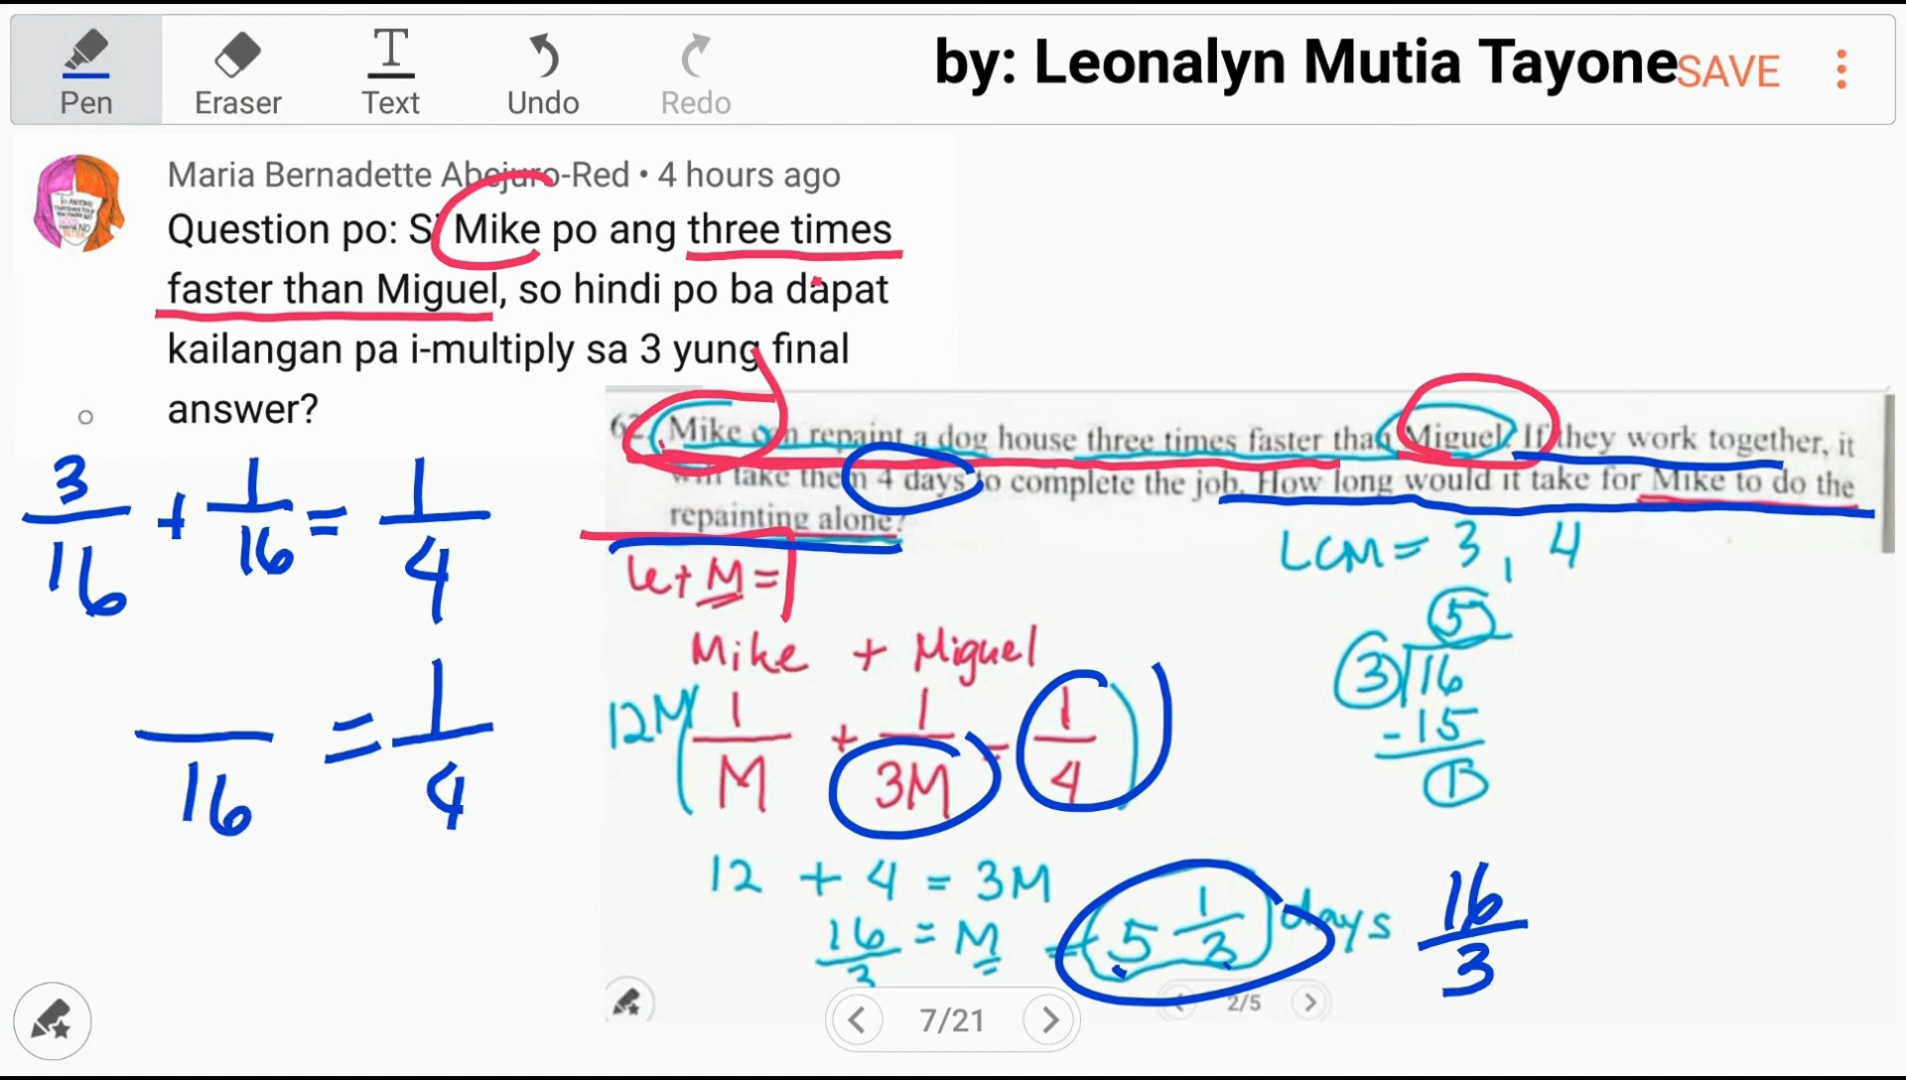 Pen Eraser Text Undo Redo
by: Leonalyn Mutia Tayone SAVE
Maria Bernadette Abejuro-Red • 4 hours ago
Question po: Si Mike po ang three times
faster than Miguel, so hindi po ba dapat
kailangan pa i-multiply sa 3 yung final
answer?
62. Mike can repaint a dog house three times faster than Miguel. If they work together, it
will take them 4 days to complete the job. How long would it take for Mike to do the
repainting alone?
3/16 + 1/16 = 1/4
/16 = 1/4
let M =
Mike + Miguel
12M( 1/M + 1/3M = 1/4 )
12 + 4 = 3M
16/3 = M = 5 1/3 days
16/3
LCM = 3, 4
5
3 16
-15
1
7/21
2/5